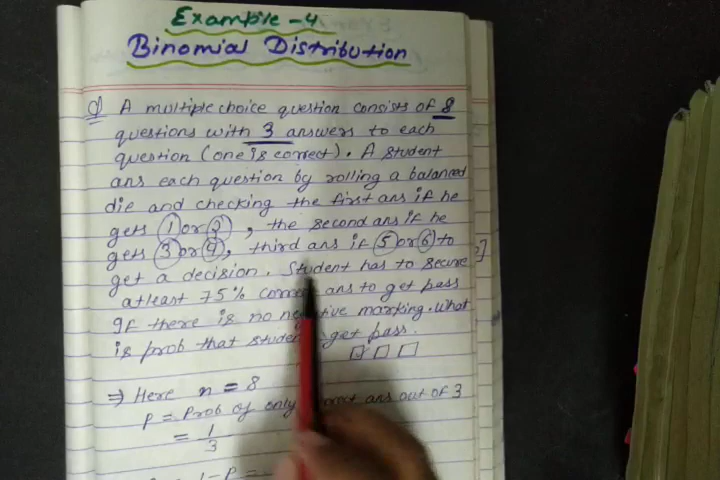 Example - 4
Binomial Distribution
Q A multiple choice question consists of 8
questions with 3 answers to each
question (one is correct). A student
ans each question by rolling a balanced
die and checking the first ans if he
gets 1 or 2, the second ans if he
gets 3 or 4, third ans if 5 or 6 to
get a decision. Student has to secure
atleast 75% ans to get pass
If there is no marking. What
is prob that get pass.
⇒ Here n = 8
P = Prob of only ans out of 3
= 1/3